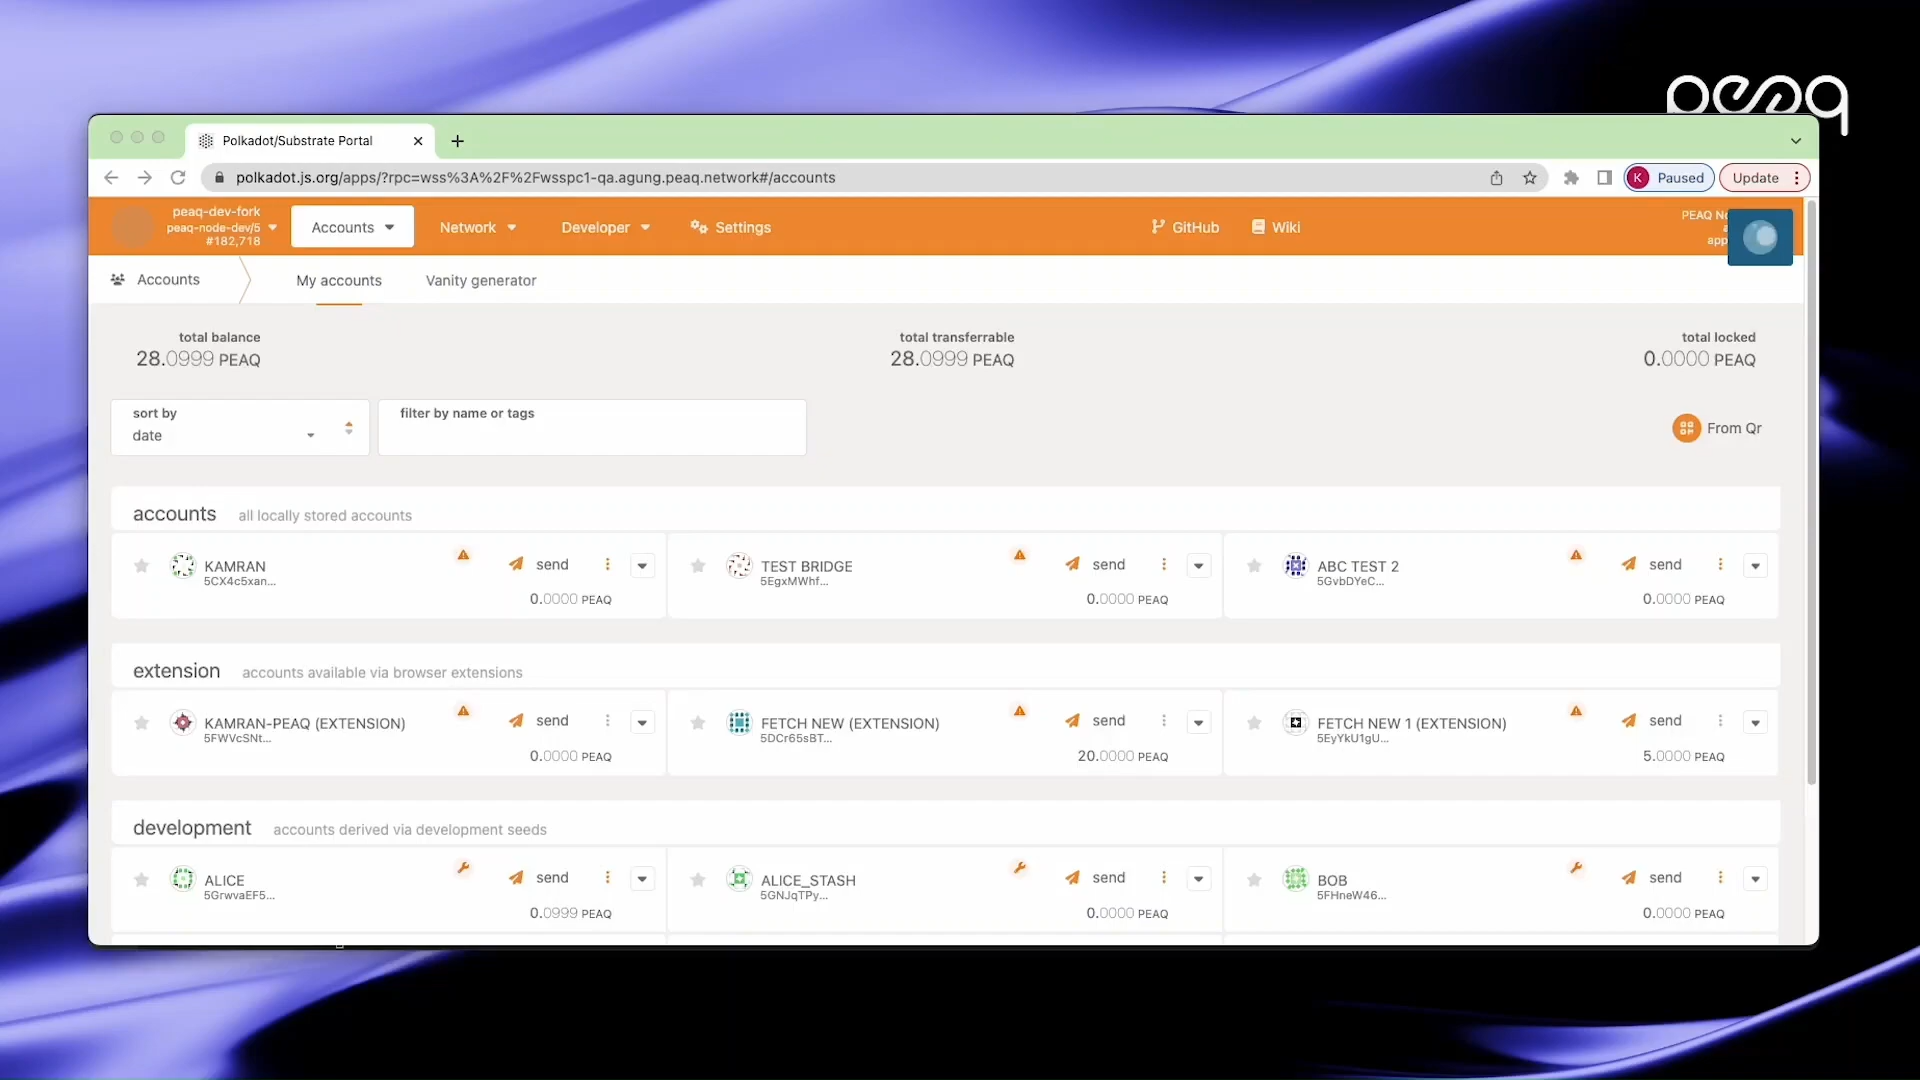 peaq
Polkadot/Substrate Portal
polkadot.js.org/apps/?rpc=wss%3A%2F%2Fwsspc1-qa.agung.peaq.network#/accounts
K Paused
Update
peaq-dev-fork
peaq-node-dev/5
#182,718
Accounts
Network
Developer
Settings
GitHub
Wiki
PEAQ
app
Accounts
My accounts
Vanity generator
total balance
28.0999 PEAQ
total transferrable
28.0999 PEAQ
total locked
0.0000 PEAQ
sort by
date
filter by name or tags
From Qr
accounts all locally stored accounts
KAMRAN
5CX4c5xan...
send
0.0000 PEAQ
TEST BRIDGE
5EgxMWhf...
send
0.0000 PEAQ
ABC TEST 2
5GvbDYeC...
send
0.0000 PEAQ
extension accounts available via browser extensions
KAMRAN-PEAQ (EXTENSION)
5FWVcSNt...
send
0.0000 PEAQ
FETCH NEW (EXTENSION)
5DCr65sBT...
send
20.0000 PEAQ
FETCH NEW 1 (EXTENSION)
5EyYkU1gU...
send
5.0000 PEAQ
development accounts derived via development seeds
ALICE
5GrwvaEF5...
send
0.0999 PEAQ
ALICE_STASH
5GNJqTPy...
send
0.0000 PEAQ
BOB
5FHneW46...
send
0.0000 PEAQ